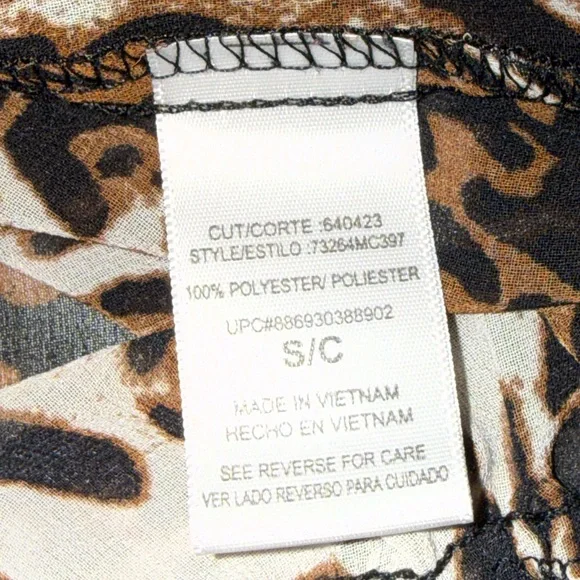 CUT/CORTE :640423
STYLE/ESTILO :73264MC397
100% POLYESTER/ POLIESTER
UPC#886930388902
S/C
MADE IN VIETNAM
HECHO EN VIETNAM
SEE REVERSE FOR CARE
VER LADO REVERSO PARA CUIDADO